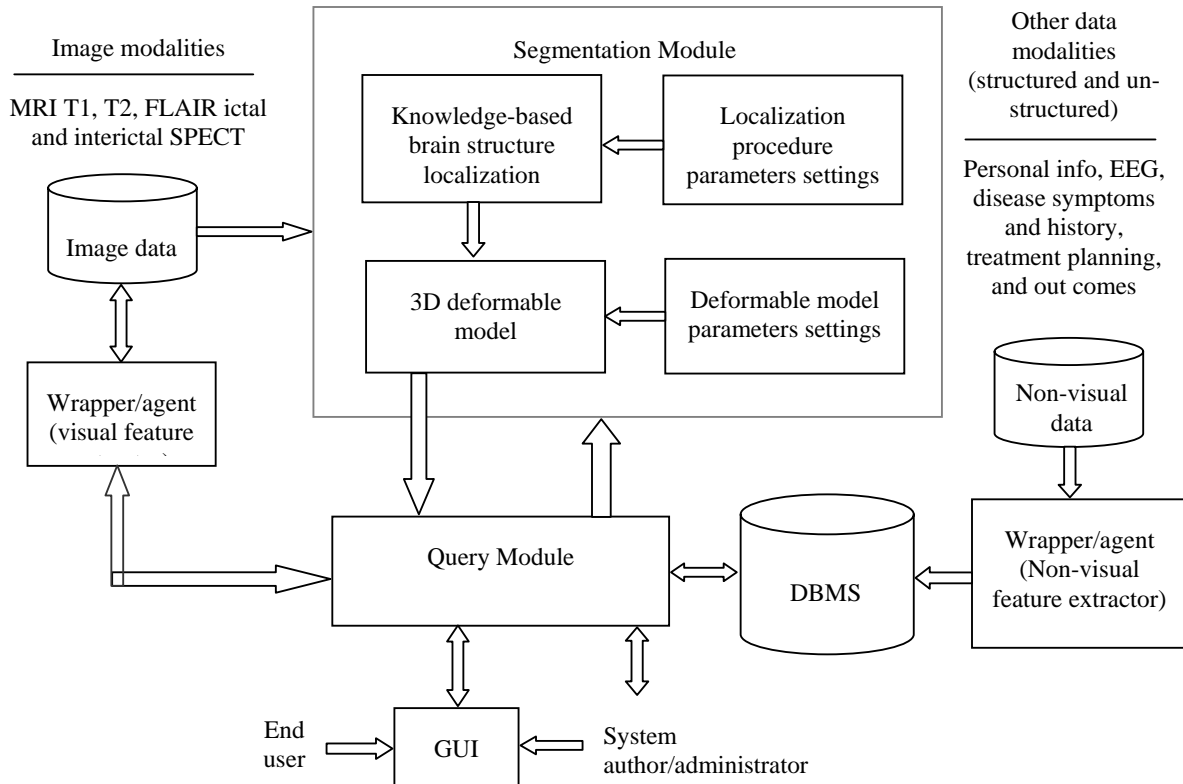 Image modalities
MRI T1, T2, FLAIR ictal
and interictal SPECT
Image data
Wrapper/agent
(visual feature
Segmentation Module
Knowledge-based
brain structure
localization
Localization
procedure
parameters settings
3D deformable
model
Deformable model
parameters settings
Other data
modalities
(structured and un-
structured)
Personal info, EEG,
disease symptoms
and history,
treatment planning,
and out comes
Non-visual
data
Wrapper/agent
(Non-visual
feature extractor)
Query Module
DBMS
End
user
GUI
System
author/administrator